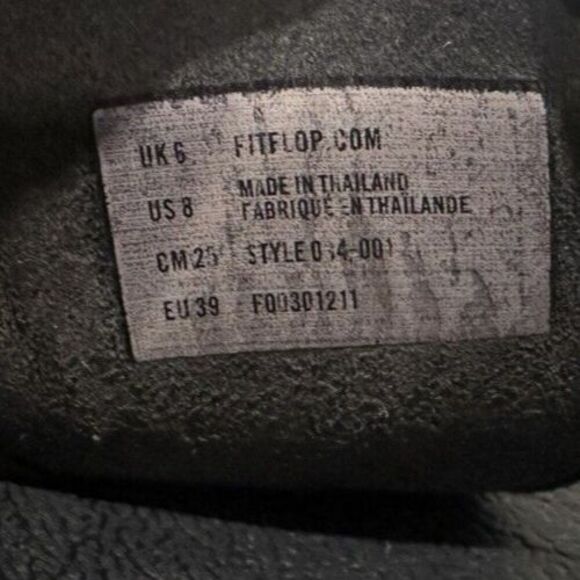 UK 6 FITFLOP.COM
MADE IN THAILAND
US 8 FABRIQUE EN THAILANDE
CM 25 STYLE
EU 39 F00301211